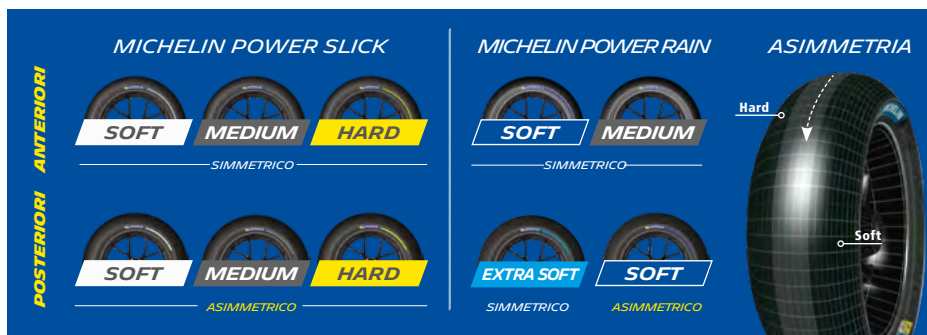 MICHELIN POWER SLICK
MICHELIN POWER RAIN
ASIMMETRIA
ANTERIORI
SOFT
MEDIUM
HARD
SIMMETRICO
SOFT
MEDIUM
SIMMETRICO
POSTERIORI
SOFT
MEDIUM
HARD
ASIMMETRICO
EXTRA SOFT
SOFT
SIMMETRICO
ASIMMETRICO
Hard
Soft